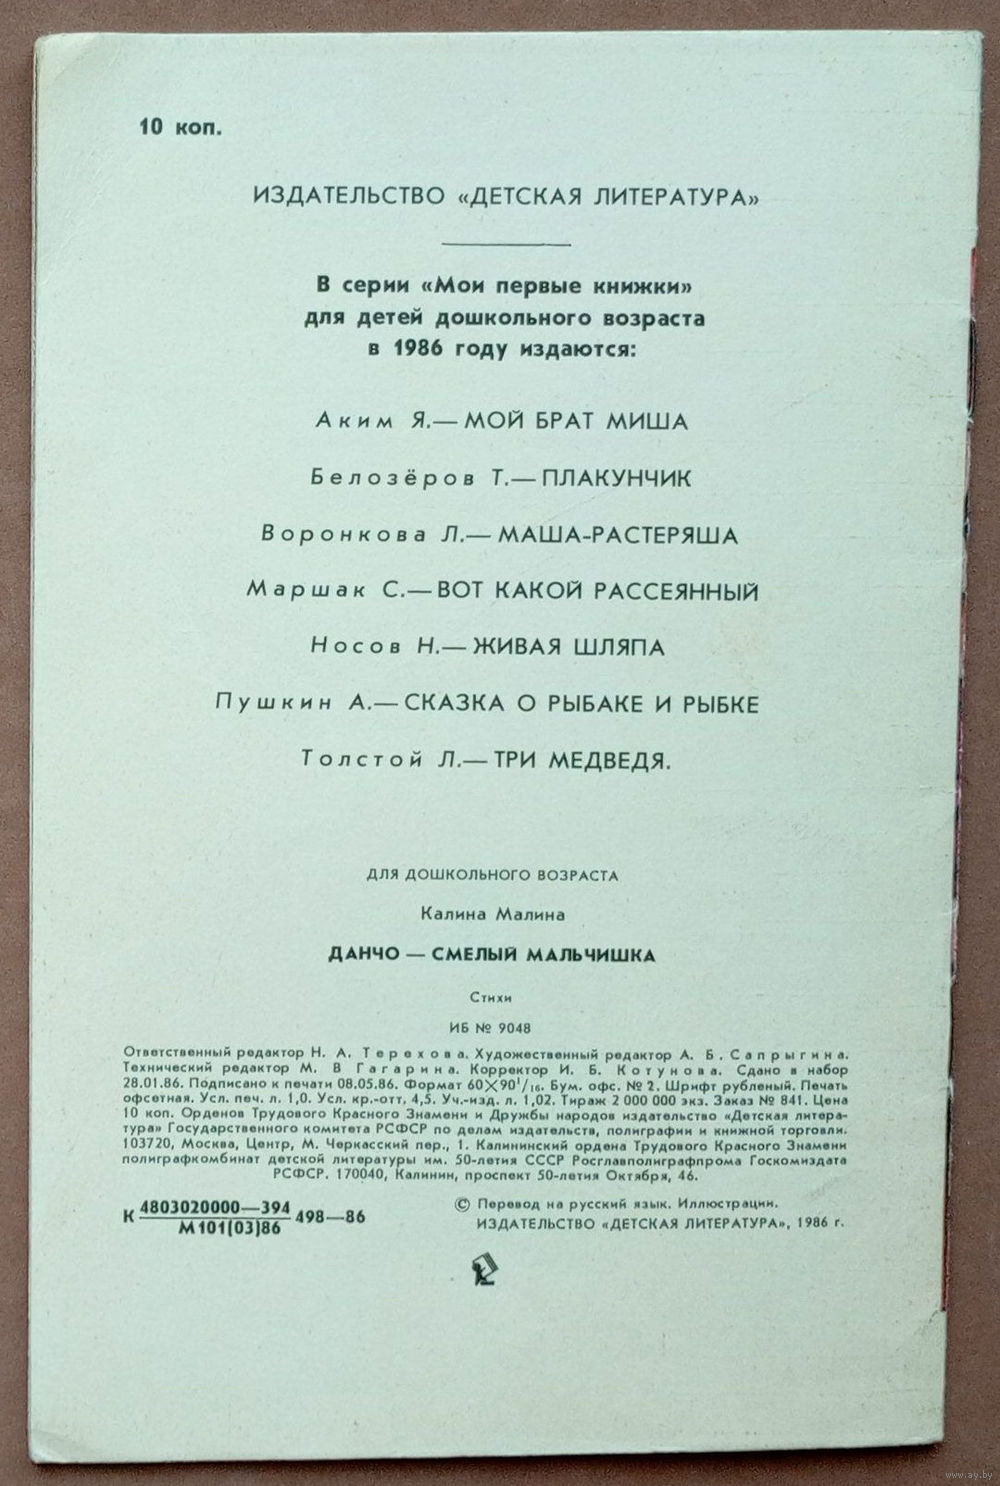 10 коп.
ИЗДАТЕЛЬСТВО «ДЕТСКАЯ ЛИТЕРАТУРА»
В серии «Мои первые книжки»
для детей дошкольного возраста
в 1986 году издаются:
Аким Я.— МОЙ БРАТ МИША
Белозёров Т.— ПЛАКУНЧИК
Воронкова Л.— МАША-РАСТЕРЯША
Маршак С.— ВОТ КАКОЙ РАССЕЯННЫЙ
Носов Н.— ЖИВАЯ ШЛЯПА
Пушкин А.— СКАЗКА О РЫБАКЕ И РЫБКЕ
Толстой Л.— ТРИ МЕДВЕДЯ.
ДЛЯ ДОШКОЛЬНОГО ВОЗРАСТА
Калина Малина
ДАНЧО — СМЕЛЫЙ МАЛЬЧИШКА
Стихи
ИБ № 9048
Ответственный редактор Н. А. Терехова. Художественный редактор А. Б. Сапрыгина.
Технический редактор М. В Гагарина. Корректор И. Б. Котунова. Сдано в набор
28.01.86. Подписано к печати 08.05.86. Формат 60×90¹/₁₆. Бум. офс. № 2. Шрифт рубленый. Печать
офсетная. Усл. печ. л. 1,0. Усл. кр.-отт, 4,5. Уч.-изд. л. 1,02. Тираж 2 000 000 экз. Заказ № 841. Цена
10 коп. Орденов Трудового Красного Знамени и Дружбы народов издательство «Детская литера-
тура» Государственного комитета РСФСР по делам издательств, полиграфии и книжной торговли.
103720, Москва, Центр, М. Черкасский пер., 1. Калининский ордена Трудового Красного Знамени
полиграфкомбинат детской литературы им. 50-летия СССР Росглавполиграфпрома Госкомиздата
РСФСР. 170040, Калинин, проспект 50-летия Октября, 46.
К 4803020000—394
М101(03)86 498—86
© Перевод на русский язык. Иллюстрации.
ИЗДАТЕЛЬСТВО «ДЕТСКАЯ ЛИТЕРАТУРА», 1986 г.
www.ay.by